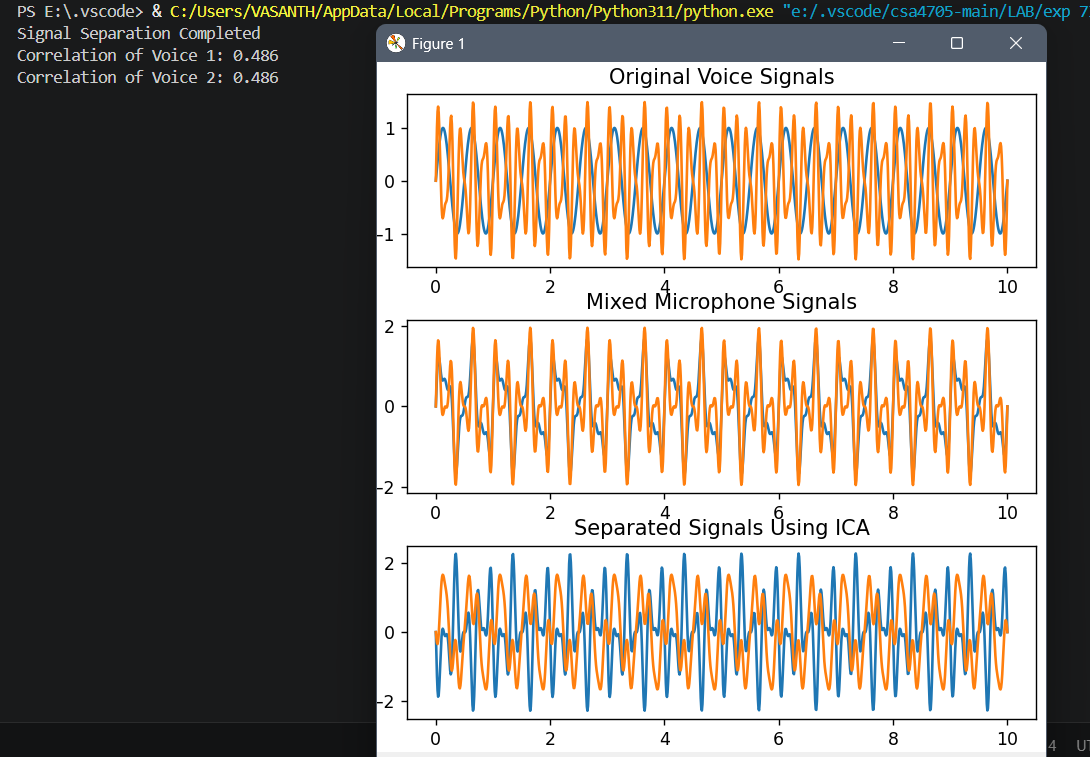 PS E:\.vscode> & C:/Users/VASANTH/AppData/Local/Programs/Python/Python311/python.exe "e:/.vscode/csa4705-main/LAB/exp 7
Signal Separation Completed
Correlation of Voice 1: 0.486
Correlation of Voice 2: 0.486
Figure 1
Original Voice Signals
1
0
-1
0 2 4 6 8 10
Mixed Microphone Signals
2
0
-2
0 2 4 6 8 10
Separated Signals Using ICA
2
0
-2
0 2 4 6 8 10
4 UT